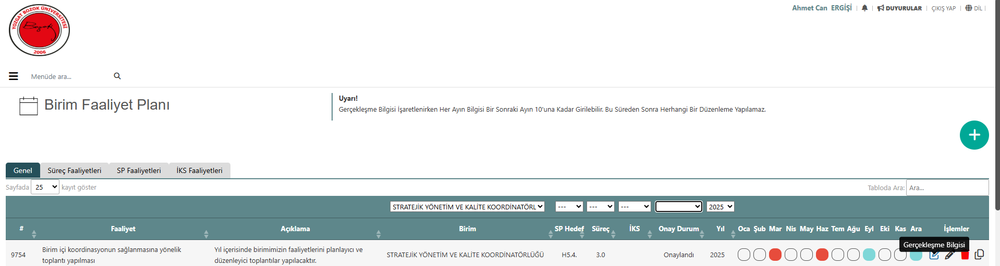 YOZGAT BOZOK ÜNİVERSİTESİ
Bozok
2006
Ahmet Can ERGİŞİ | | DUYURULAR | ÇIKIŞ YAP | DİL |
Menüde ara...
Birim Faaliyet Planı
Uyarı!
Gerçekleşme Bilgisi İşaretlenirken Her Ayın Bilgisi Bir Sonraki Ayın 10'una Kadar Girilebilir. Bu Süreden Sonra Herhangi Bir Düzenleme Yapılamaz.
Genel Süreç Faaliyetleri SP Faaliyetleri İKS Faaliyetleri
Sayfada 25 kayıt göster
Tabloda Ara: Ara...
STRATEJİK YÖNETİM VE KALİTE KOORDİNATÖRL --- --- --- 2025
# Faaliyet Açıklama Birim SP Hedef Süreç İKS Onay Durum Yıl Oca Şub Mar Nis May Haz Tem Ağu Eyl Eki Kas Ara İşlemler
Gerçekleşme Bilgisi
9754 Birim içi koordinasyonun sağlanmasına yönelik toplantı yapılması
Yıl içerisinde birimimizin faaliyetlerini planlayıcı ve düzenleyici toplantılar yapılacaktır.
STRATEJİK YÖNETİM VE KALİTE KOORDİNATÖRLÜĞÜ H5.4. 3.0 Onaylandı 2025